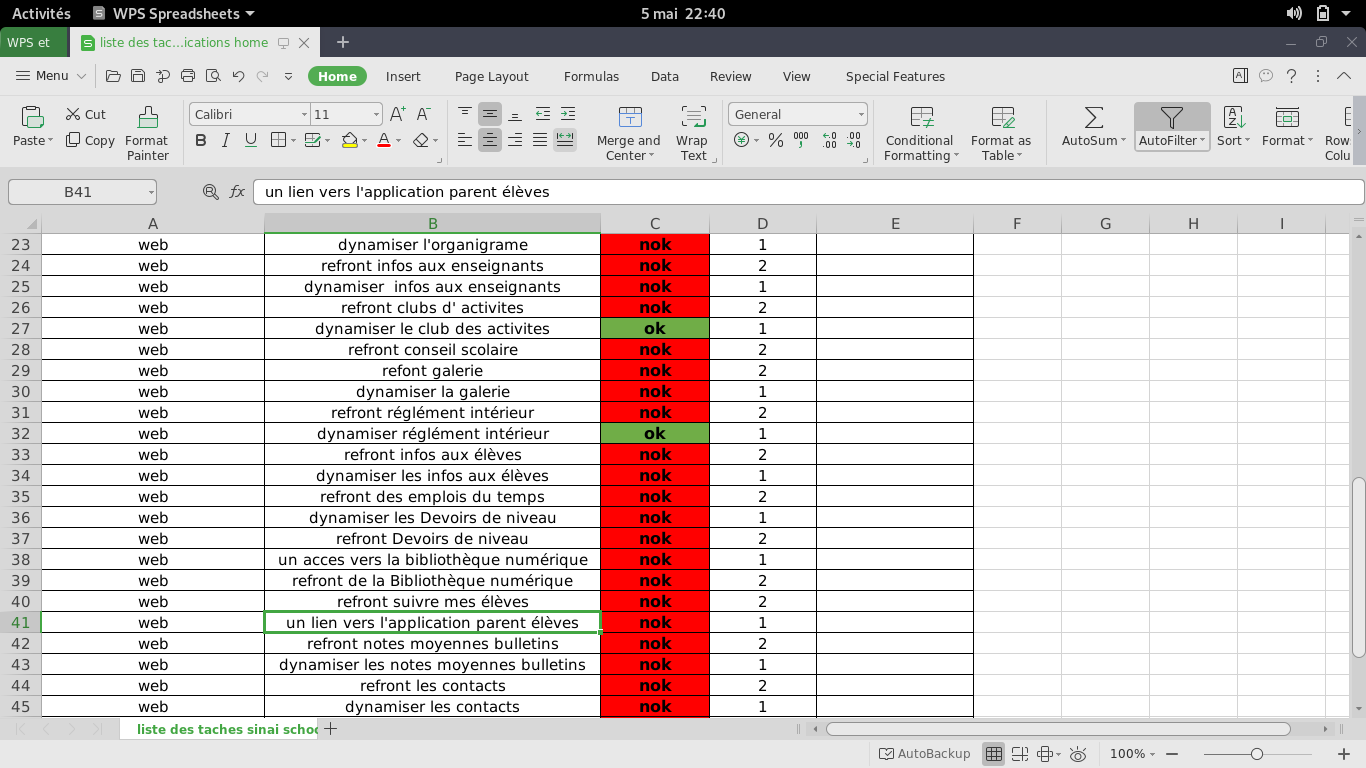 Activités WPS Spreadsheets 5 mai 22:40
WPS et liste des tac...ications home
Menu Home Insert Page Layout Formulas Data Review View Special Features
Paste Cut Copy Format Painter Calibri 11 Merge and Center Wrap Text General Conditional Formatting Format as Table AutoSum AutoFilter Sort Format Row Colu
B41 fx un lien vers l'application parent élèves
A B C D E F G H I
23 web dynamiser l'organigrame nok 1
24 web refront infos aux enseignants nok 2
25 web dynamiser  infos aux enseignants nok 1
26 web refront clubs d' activites nok 2
27 web dynamiser le club des activites ok 1
28 web refront conseil scolaire nok 2
29 web refont galerie nok 2
30 web dynamiser la galerie nok 1
31 web refront réglément intérieur nok 2
32 web dynamiser réglément intérieur ok 1
33 web refront infos aux élèves nok 2
34 web dynamiser les infos aux élèves nok 1
35 web refront des emplois du temps nok 2
36 web dynamiser les Devoirs de niveau nok 1
37 web refront Devoirs de niveau nok 2
38 web un acces vers la bibliothèque numérique nok 1
39 web refront de la Bibliothèque numérique nok 2
40 web refront suivre mes élèves nok 2
41 web un lien vers l'application parent élèves nok 1
42 web refront notes moyennes bulletins nok 2
43 web dynamiser les notes moyennes bulletins nok 1
44 web refront les contacts nok 2
45 web dynamiser les contacts nok 1
liste des taches sinai schoo
AutoBackup 100%